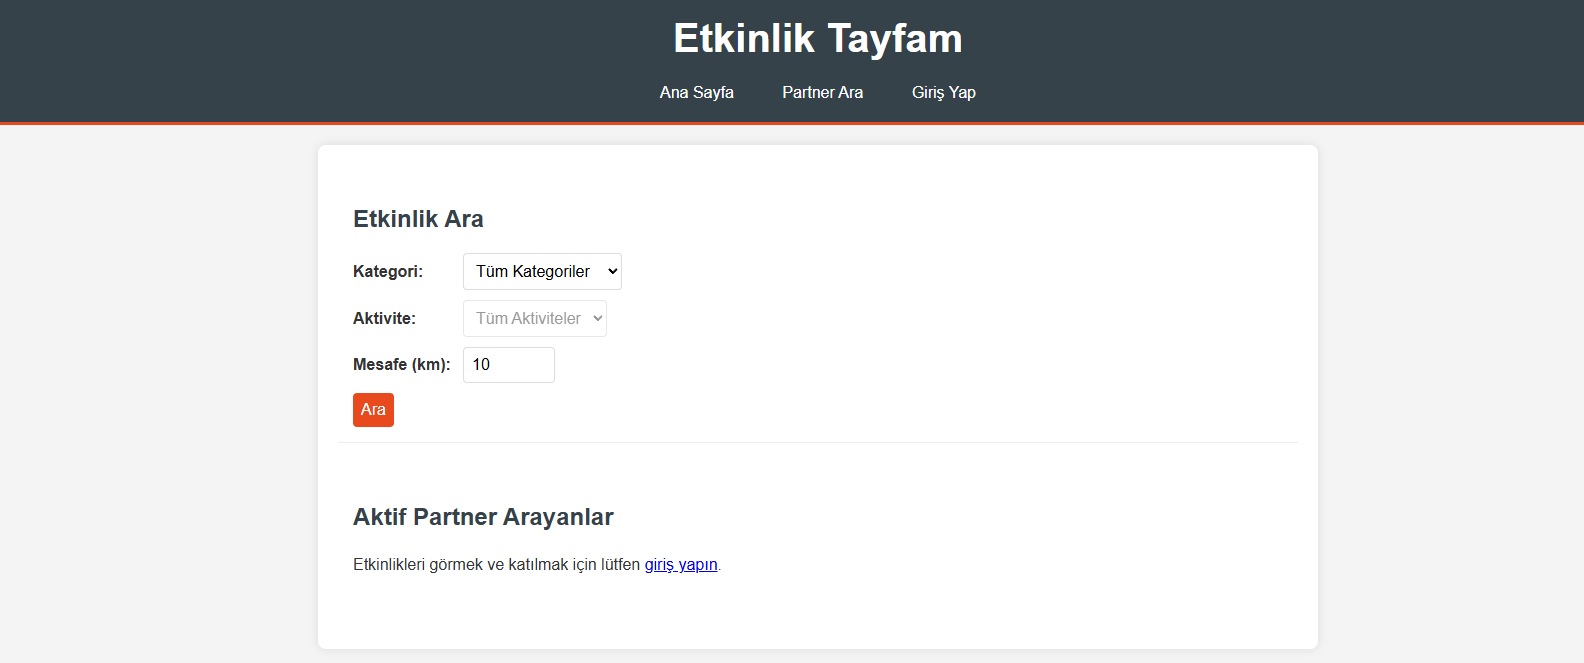 Etkinlik Tayfam
Ana Sayfa Partner Ara Giriş Yap
Etkinlik Ara
Kategori: Tüm Kategoriler
Aktivite: Tüm Aktiviteler
Mesafe (km): 10
Ara
Aktif Partner Arayanlar
Etkinlikleri görmek ve katılmak için lütfen giriş yapın.